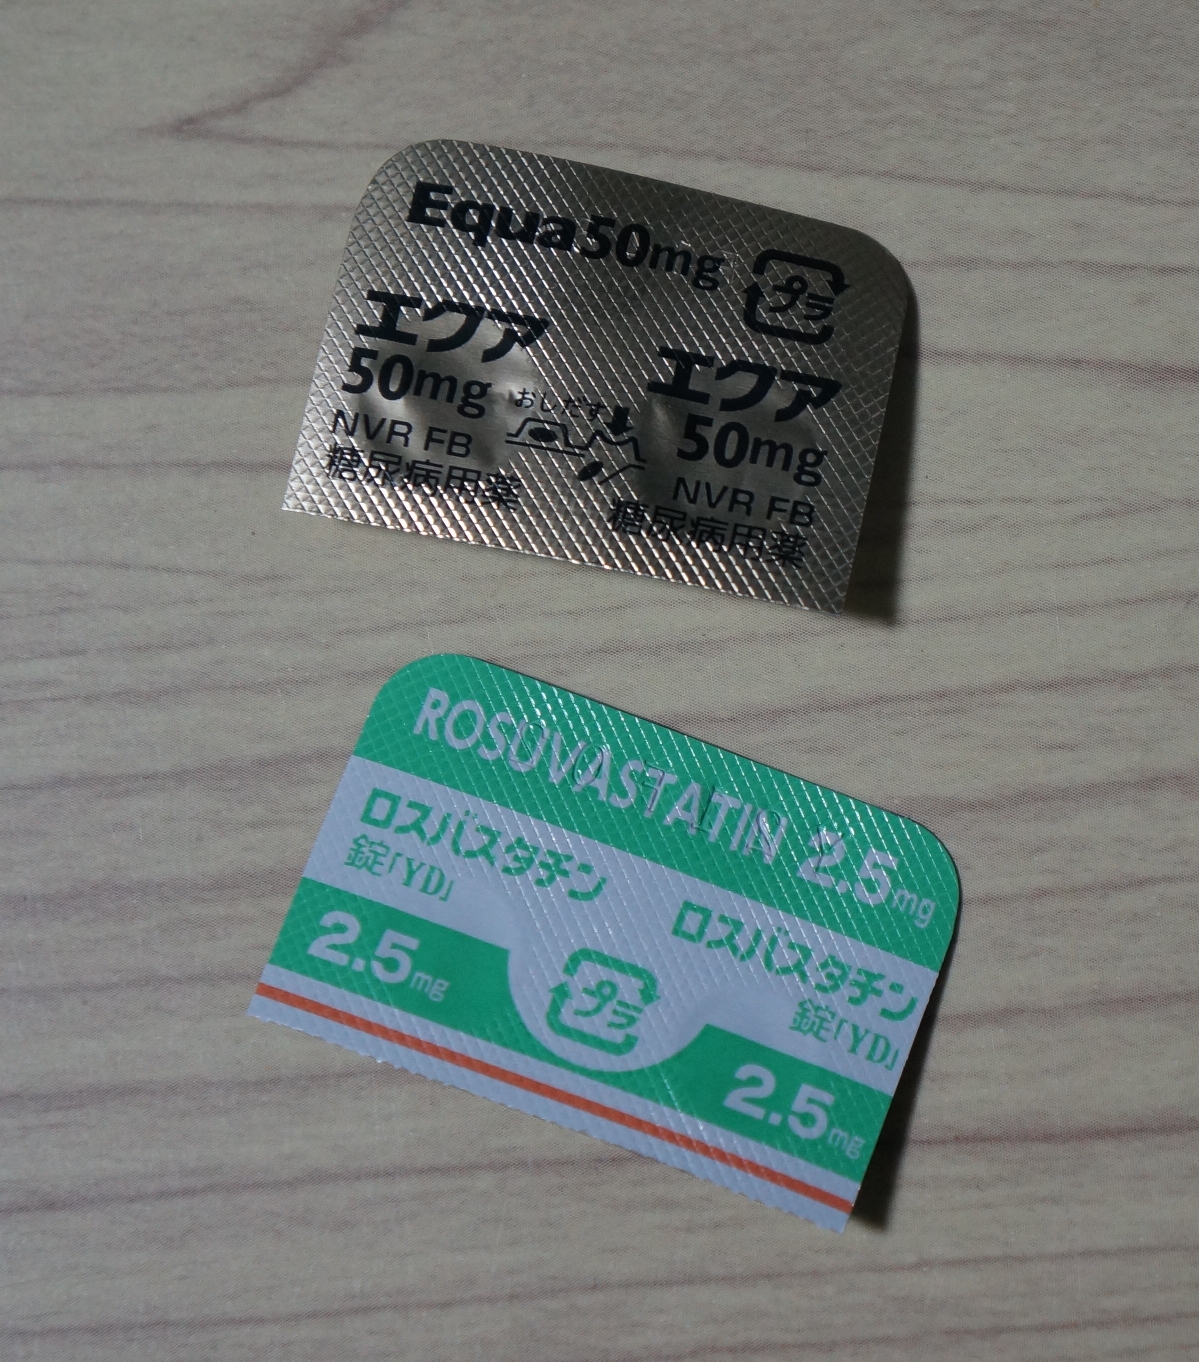 Equa50mg
プラ
エクア
50mg
NVR FB
糖尿病用薬
おしだす
エクア
50mg
NVR FB
糖尿病用薬
ROSUVASTATIN 2.5mg
ロスバスタチン
錠「YD」
2.5mg
プラ
ロスバスタチン
錠「YD」
2.5mg